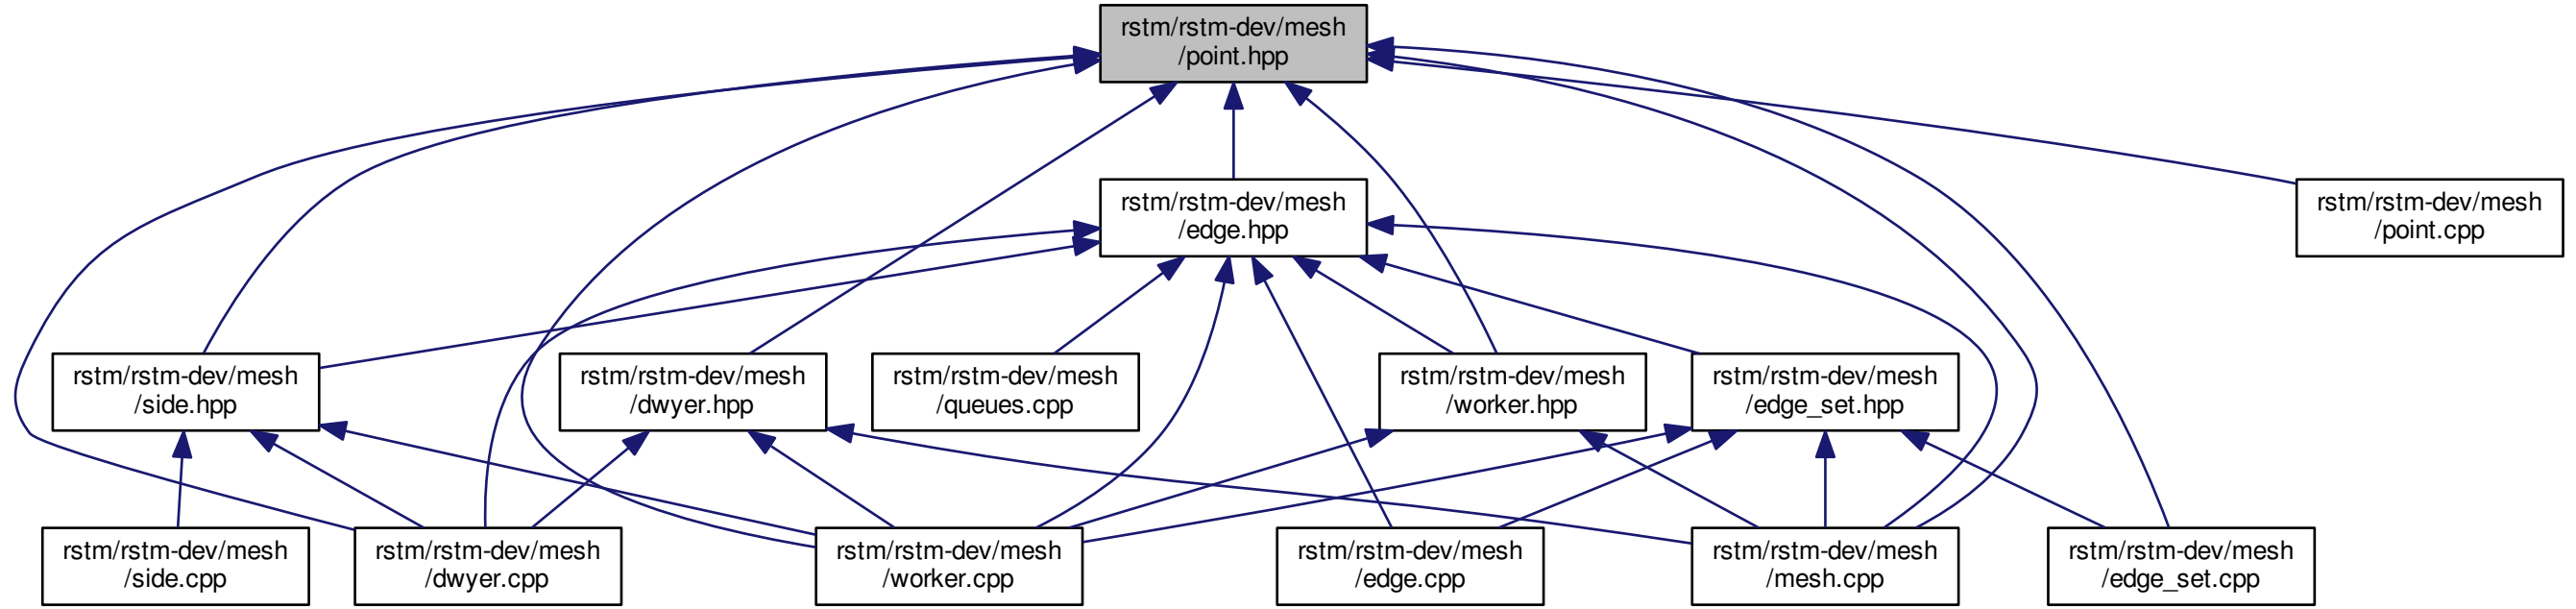 rstm/rstm-dev/mesh
/point.hpp
rstm/rstm-dev/mesh
/edge.hpp
rstm/rstm-dev/mesh
/point.cpp
rstm/rstm-dev/mesh
/side.hpp
rstm/rstm-dev/mesh
/dwyer.hpp
rstm/rstm-dev/mesh
/queues.cpp
rstm/rstm-dev/mesh
/worker.hpp
rstm/rstm-dev/mesh
/edge_set.hpp
rstm/rstm-dev/mesh
/side.cpp
rstm/rstm-dev/mesh
/dwyer.cpp
rstm/rstm-dev/mesh
/worker.cpp
rstm/rstm-dev/mesh
/edge.cpp
rstm/rstm-dev/mesh
/mesh.cpp
rstm/rstm-dev/mesh
/edge_set.cpp